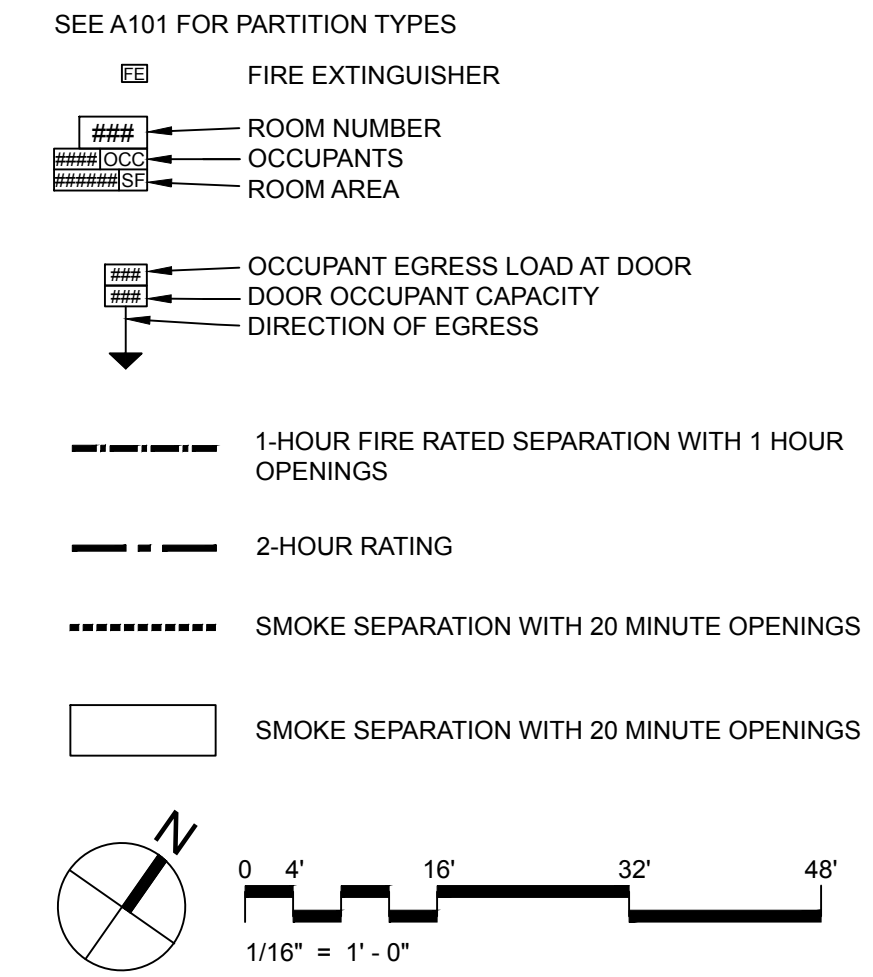 SEE A101 FOR PARTITION TYPES
FE FIRE EXTINGUISHER
### ROOM NUMBER
#### OCC OCCUPANTS
###### SF ROOM AREA
### OCCUPANT EGRESS LOAD AT DOOR
### DOOR OCCUPANT CAPACITY
DIRECTION OF EGRESS
1-HOUR FIRE RATED SEPARATION WITH 1 HOUR
OPENINGS
2-HOUR RATING
SMOKE SEPARATION WITH 20 MINUTE OPENINGS
SMOKE SEPARATION WITH 20 MINUTE OPENINGS
N
0 4' 16' 32' 48'
1/16" = 1' - 0"